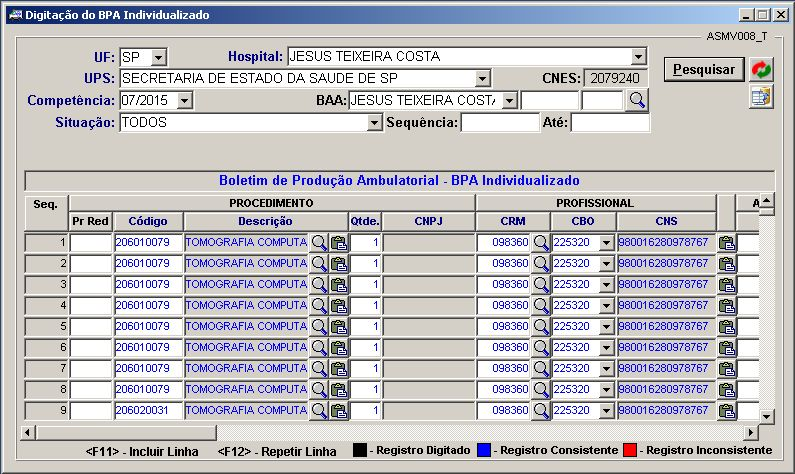 Digitação do BPA Individualizado
ASMV008_T
UF: SP Hospital: JESUS TEIXEIRA COSTA
UPS: SECRETARIA DE ESTADO DA SAUDE DE SP CNES: 2079240 Pesquisar
Competência: 07/2015 BAA: JESUS TEIXEIRA COST
Situação: TODOS Sequência: Até:
Boletim de Produção Ambulatorial - BPA Individualizado
Seq. PROCEDIMENTO PROFISSIONAL A
Pr Red Código Descrição Qtde. CNPJ CRM CBO CNS
1 206010079 TOMOGRAFIA COMPUTA 1 098360 225320 980016280978767
2 206010079 TOMOGRAFIA COMPUTA 1 098360 225320 980016280978767
3 206010079 TOMOGRAFIA COMPUTA 1 098360 225320 980016280978767
4 206010079 TOMOGRAFIA COMPUTA 1 098360 225320 980016280978767
5 206010079 TOMOGRAFIA COMPUTA 1 098360 225320 980016280978767
6 206010079 TOMOGRAFIA COMPUTA 1 098360 225320 980016280978767
7 206010079 TOMOGRAFIA COMPUTA 1 098360 225320 980016280978767
8 206010079 TOMOGRAFIA COMPUTA 1 098360 225320 980016280978767
9 206020031 TOMOGRAFIA COMPUTA 1 098360 225320 980016280978767
<F11> - Incluir Linha <F12> - Repetir Linha - Registro Digitado - Registro Consistente - Registro Inconsistente